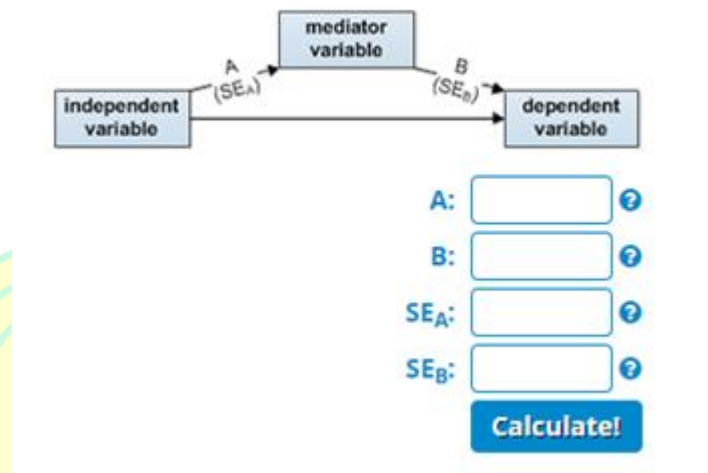 mediator
variable
A
(SEA)
B
(SEB)
independent
variable
dependent
variable
A:
?
B:
?
SEA:
?
SEB:
?
Calculate!